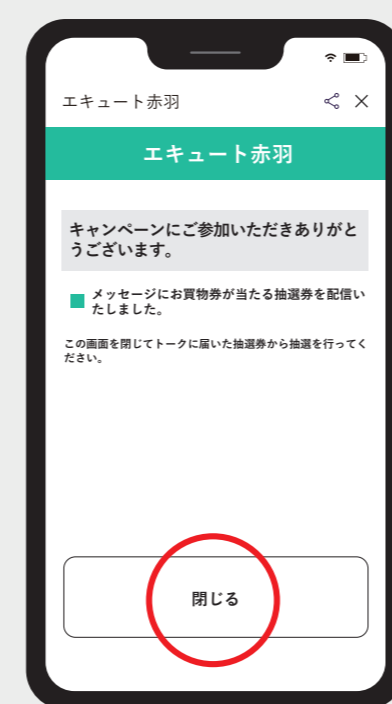 エキュート赤羽
エキュート赤羽
キャンペーンにご参加いただきありがと
うございます。
メッセージにお買物券が当たる抽選券を配信い
たしました。
この画面を閉じてトークに届いた抽選券から抽選を行ってく
ださい。
閉じる